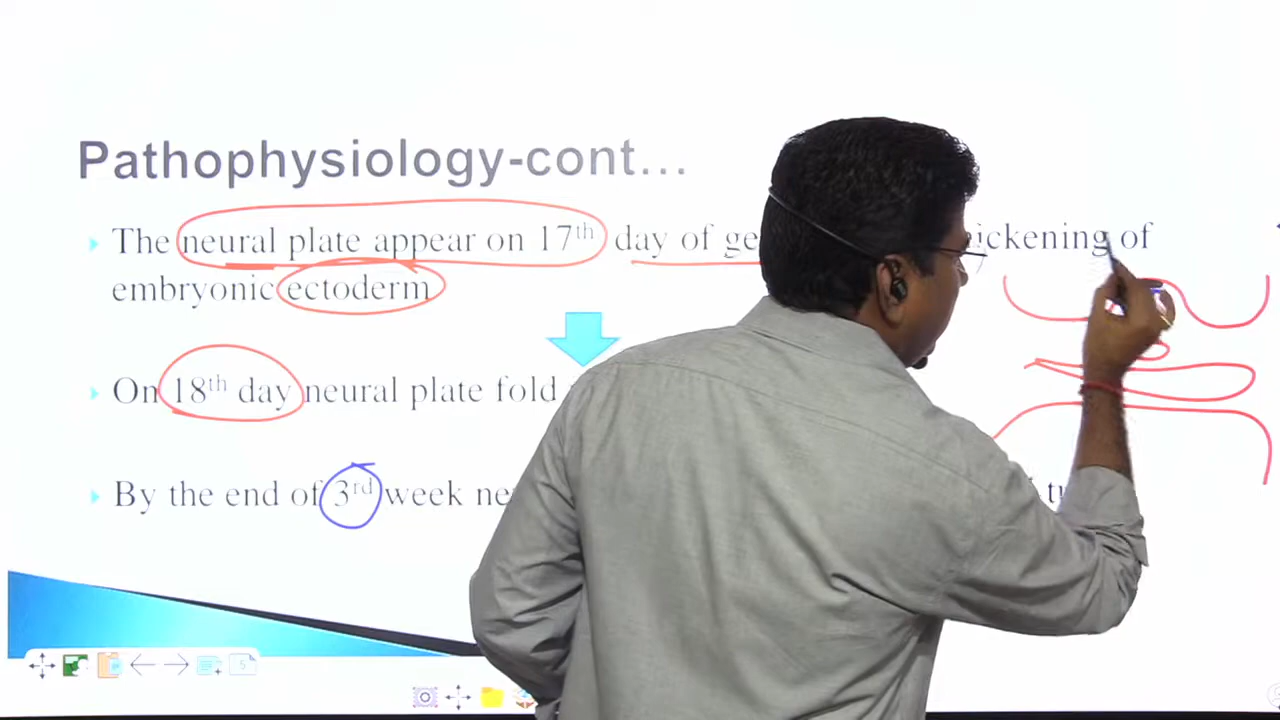 Pathophysiology-cont...
The neural plate appear on 17th day of ge
ickening of
embryonic ectoderm
On 18th day neural plate fold
By the end of 3rd week ne
5